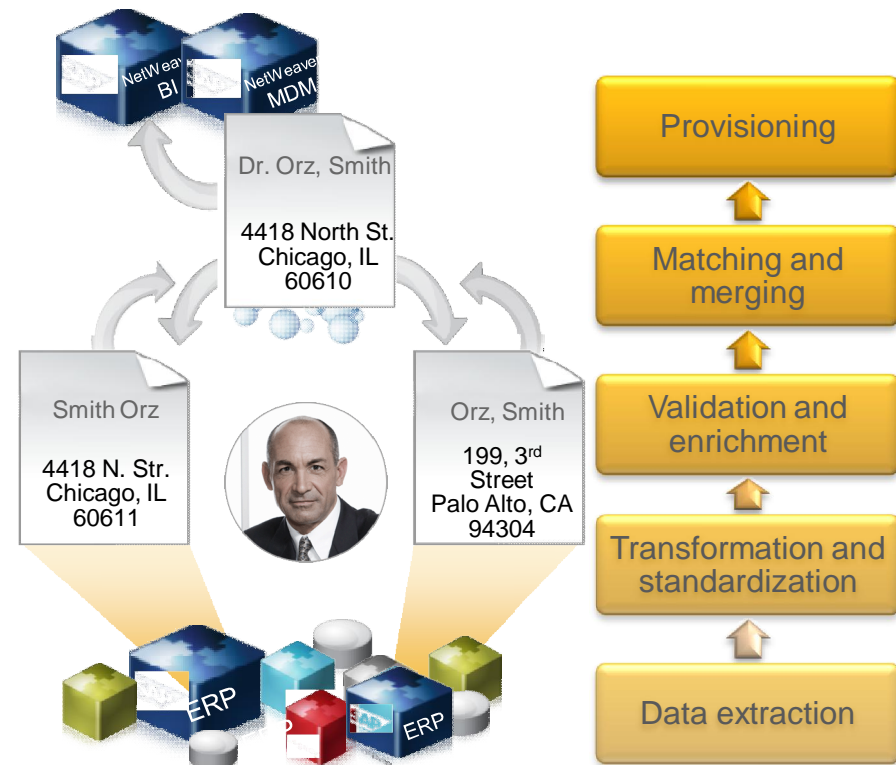 NetWeaver
BI
NetWeaver
MDM
Dr. Orz, Smith
4418 North St.
Chicago, IL
60610
Smith Orz
4418 N. Str.
Chicago, IL
60611
Orz, Smith
199, 3rd
Street
Palo Alto, CA
94304
ERP
SAP
ERP
Provisioning
Matching and
merging
Validation and
enrichment
Transformation and
standardization
Data extraction